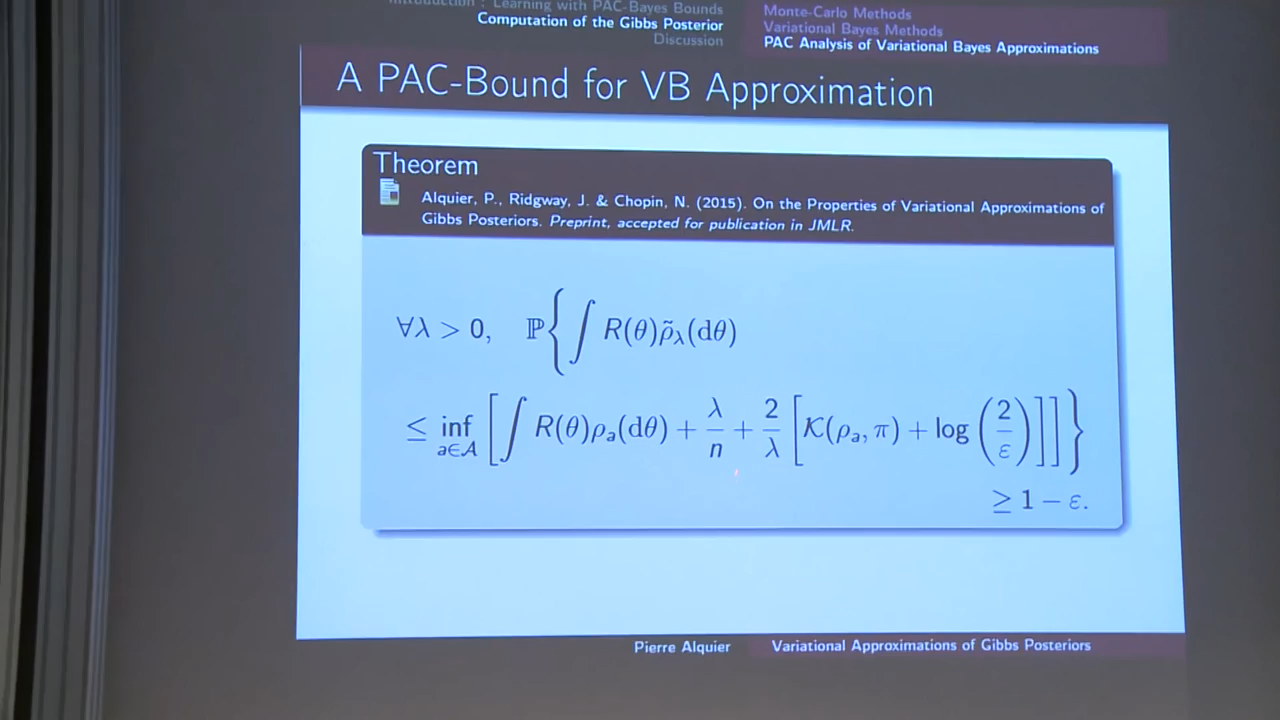 Introduction : Learning with PAC-Bayes Bounds
Computation of the Gibbs Posterior
Discussion
Monte-Carlo Methods
Variational Bayes Methods
PAC Analysis of Variational Bayes Approximations
A PAC-Bound for VB Approximation
Theorem
Alquier, P., Ridgway, J. & Chopin, N. (2015). On the Properties of Variational Approximations of
Gibbs Posteriors. Preprint, accepted for publication in JMLR.
∀λ > 0, ℙ{ ∫ R(θ)ρ̃_λ(dθ)
≤ inf_{a∈𝒜} [ ∫ R(θ)ρ_a(dθ) + λ/n + 2/λ [ 𝒦(ρ_a, π) + log (2/ε) ] ] }
≥ 1 − ε.
Pierre Alquier Variational Approximations of Gibbs Posteriors